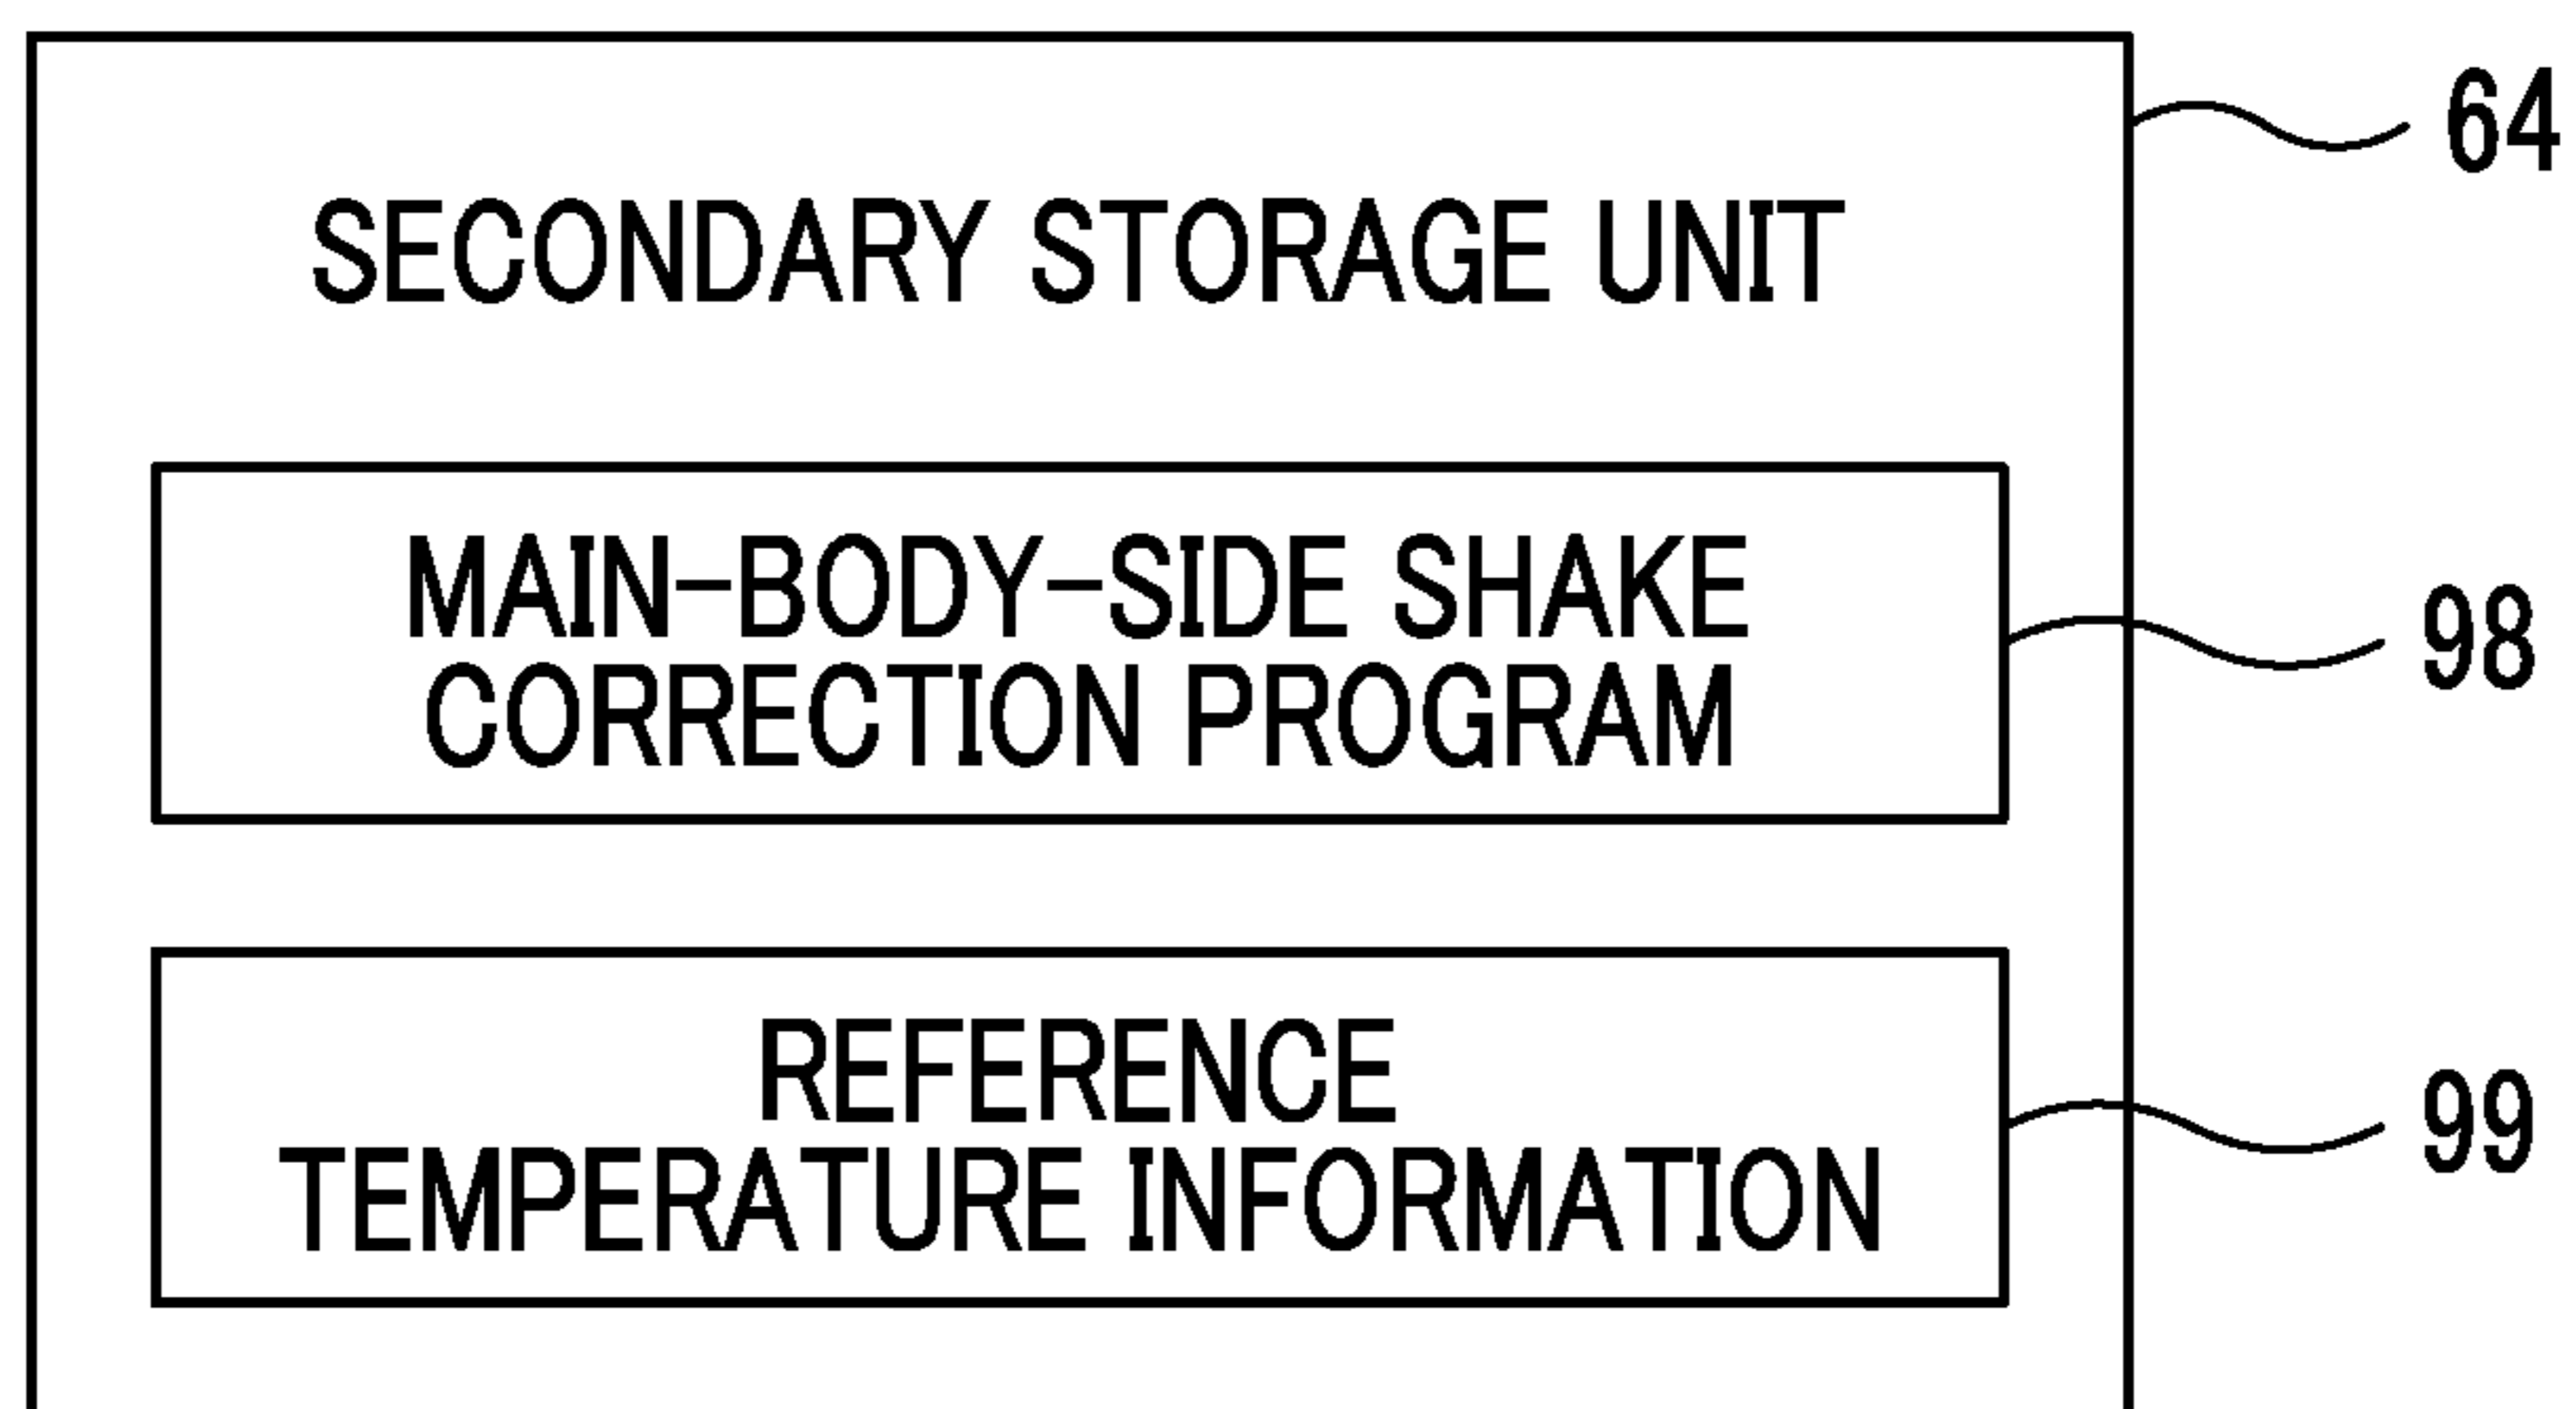 64
SECONDARY STORAGE UNIT
MAIN-BODY-SIDE SHAKE
CORRECTION PROGRAM
98
REFERENCE
TEMPERATURE INFORMATION
99